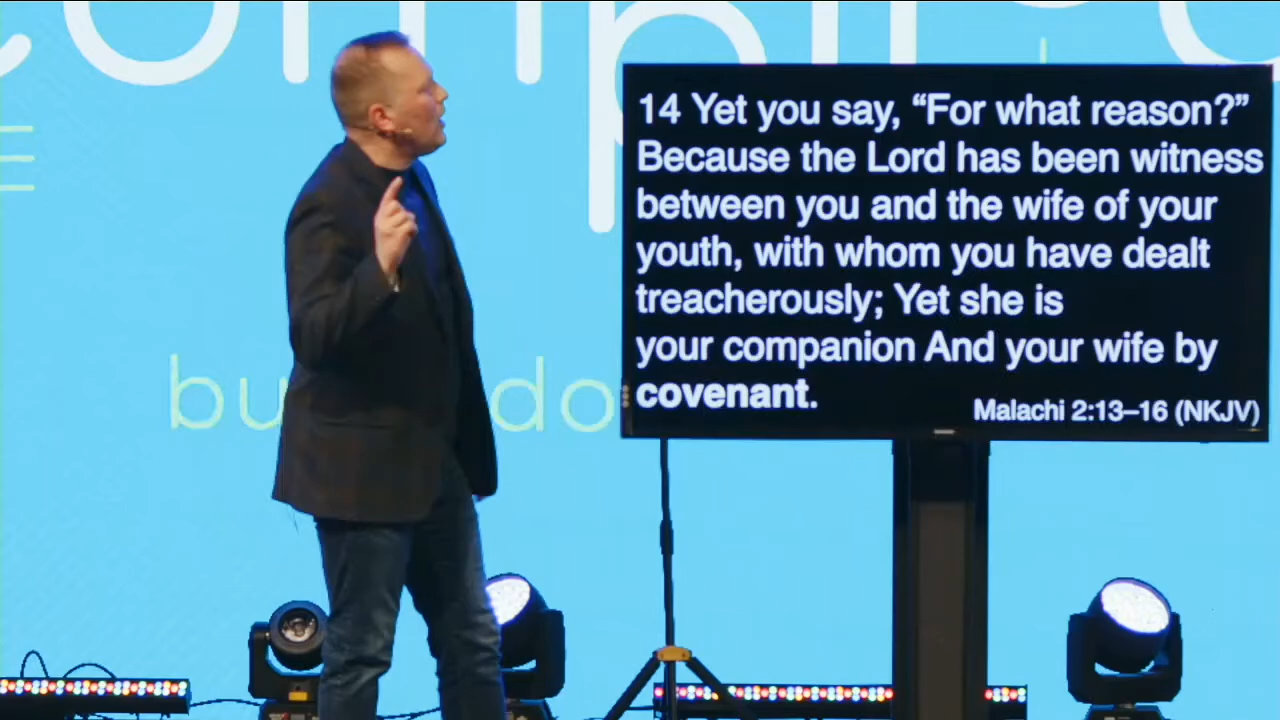 14 Yet you say, “For what reason?”
Because the Lord has been witness
between you and the wife of your
youth, with whom you have dealt
treacherously; Yet she is
your companion And your wife by
covenant.
Malachi 2:13–16 (NKJV)